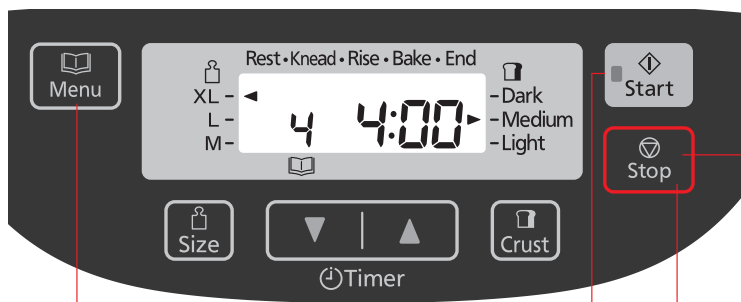 Menu
Rest • Knead • Rise • Bake • End
XL –
L –
M –
4
4:00
– Dark
– Medium
– Light
Start
Stop
Size
Timer
Crust